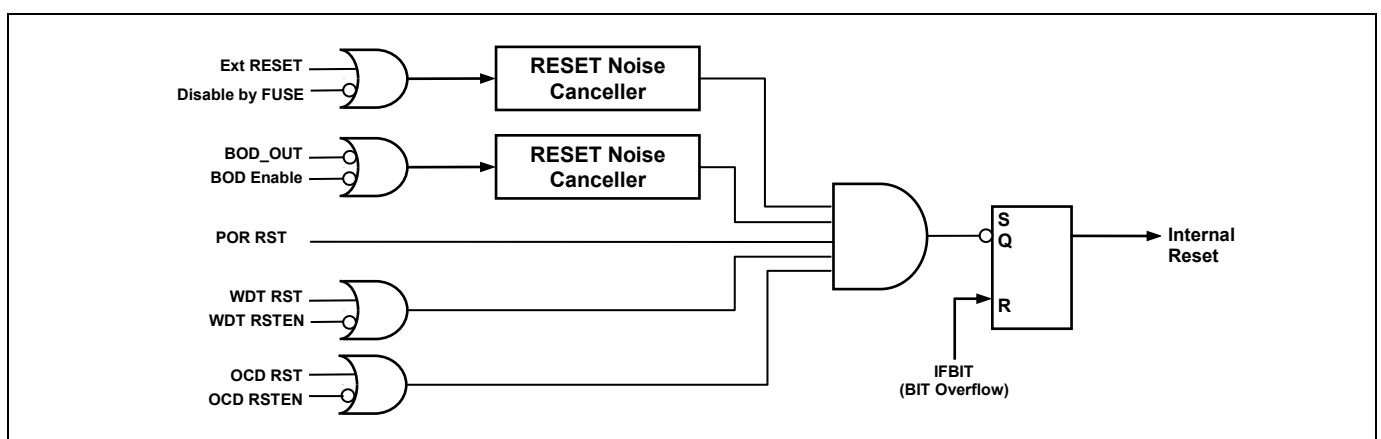 Ext RESET
Disable by FUSE
RESET Noise
Canceller
BOD_OUT
BOD Enable
RESET Noise
Canceller
POR RST
WDT RST
WDT RSTEN
OCD RST
OCD RSTEN
S
Q
R
Internal
Reset
IFBIT
(BIT Overflow)